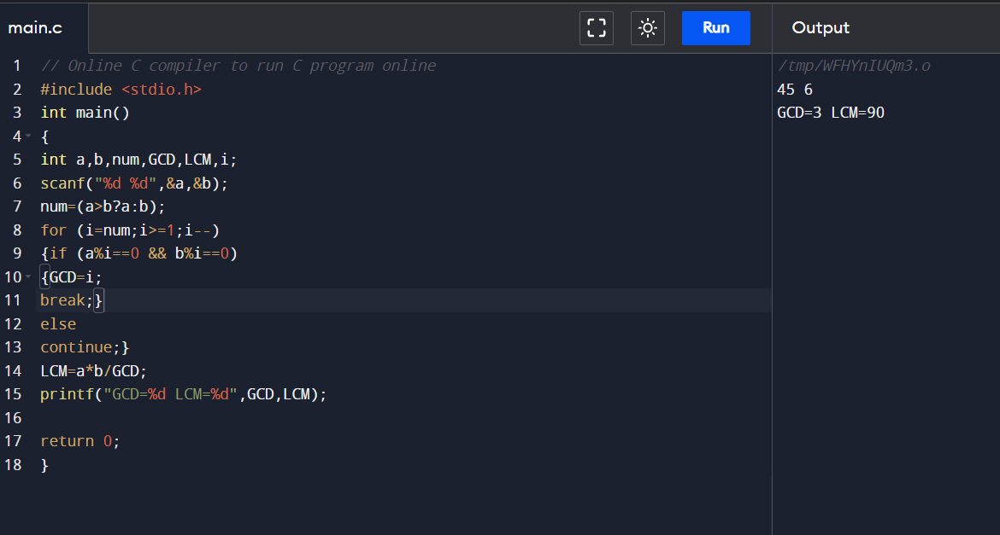 main.c
Run
Output
1 // Online C compiler to run C program online
2 #include <stdio.h>
3 int main()
4 {
5 int a,b,num,GCD,LCM,i;
6 scanf("%d %d",&a,&b);
7 num=(a>b?a:b);
8 for (i=num;i>=1;i--)
9 {if (a%i==0 && b%i==0)
10 {GCD=i;
11 break;}
12 else
13 continue;}
14 LCM=a*b/GCD;
15 printf("GCD=%d LCM=%d",GCD,LCM);
16
17 return 0;
18 }
/tmp/WFHYnIUQm3.o
45 6
GCD=3 LCM=90